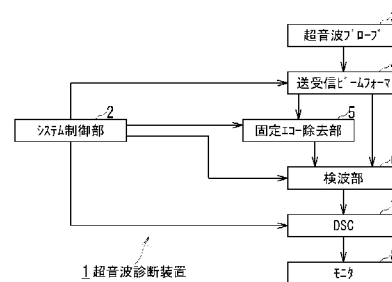 超音波ﾌﾟﾛｰﾌﾞ
送受信ﾋﾞｰﾑﾌｫｰﾏ
2
ｼｽﾃﾑ制御部
5
固定ｴｺｰ除去部
検波部
DSC
1 超音波診断装置
ﾓﾆﾀ